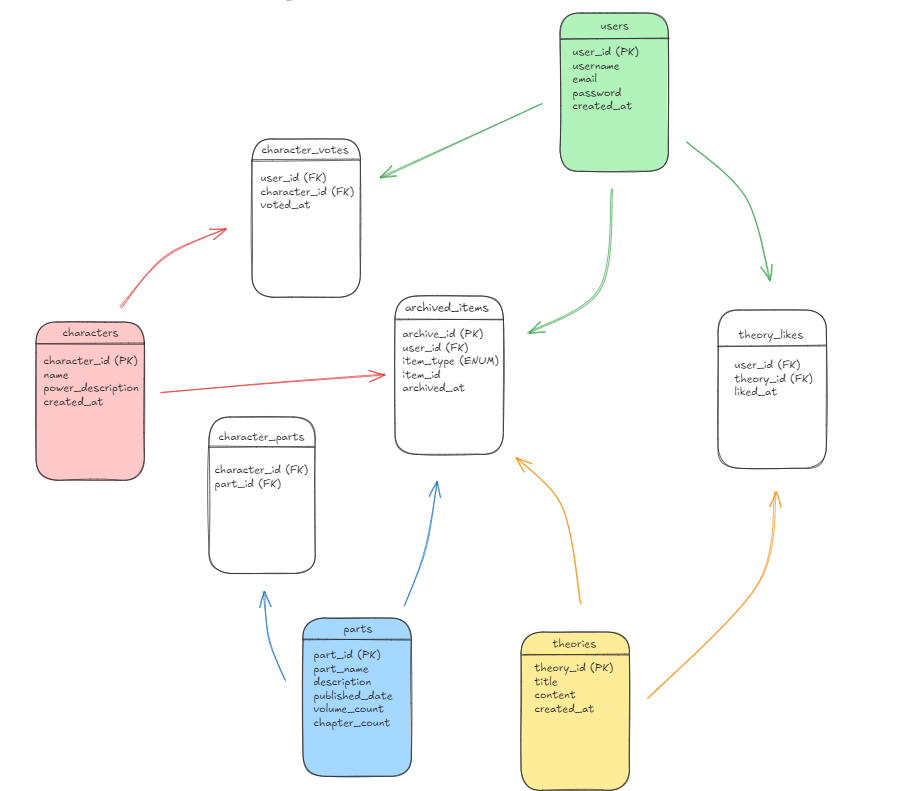 users
user_id (PK)
username
email
password
created_at
character_votes
user_id (FK)
character_id (FK)
voted_at
archived_items
archive_id (PK)
user_id (FK)
item_type (ENUM)
item_id
archived_at
theory_likes
user_id (FK)
theory_id (FK)
liked_at
characters
character_id (PK)
name
power_description
created_at
character_parts
character_id (FK)
part_id (FK)
parts
part_id (PK)
part_name
description
published_date
volume_count
chapter_count
theories
theory_id (PK)
title
content
created_at